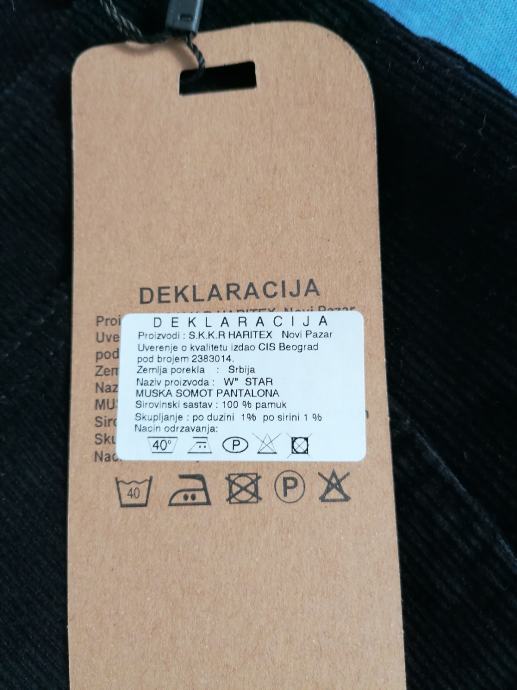 DEKLARACIJA
DEKLARACIJA
Proizvodi : S.K.K.R HARITEX Novi Pazar
Uverenje o kvalitetu izdao CIS Beograd
pod brojem 2383014.
Zemlja porekla : Srbija
Naziv proizvoda : W" STAR
MUSKA SOMOT PANTALONA
Sirovinski sastav : 100 % pamuk
Skupljanje : po duzini 1% po sirini 1 %
Nacin odrzavanja:
40° P
40 P